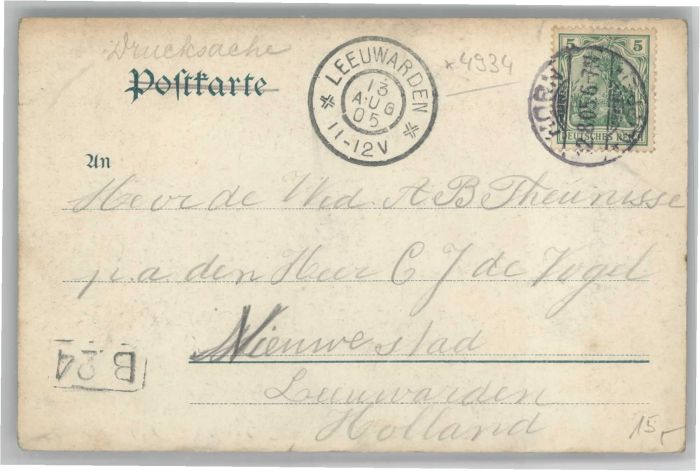 Drucksache
Postkarte
LEEUWARDEN
13
AUG
05
11-12V
*4934
5 5
DEUTSCHES REICH
An
Mevr de Wed. A B Theunisse
p.a den Heer C J de Vogel
Nieuwestad
Leeuwarden
Holland
B 24
15,-